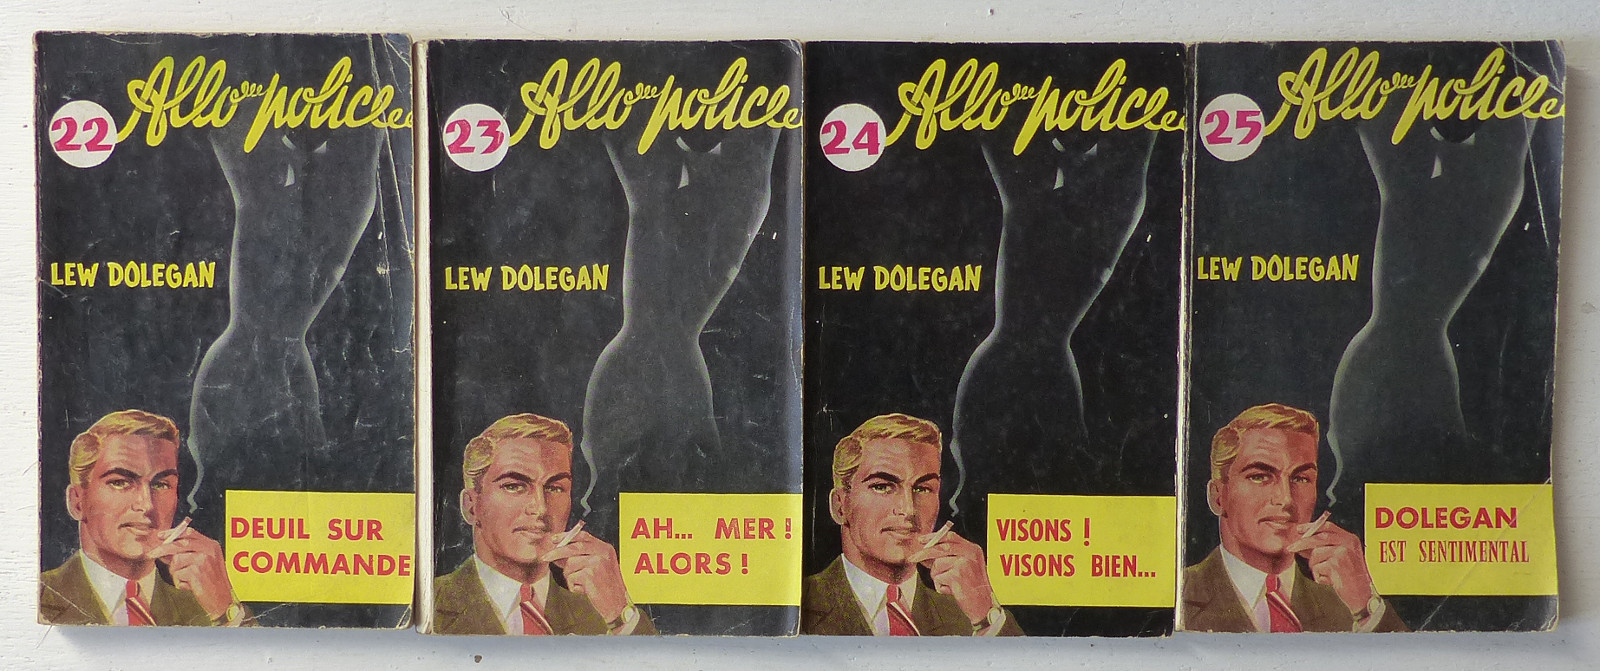 Allo... police...
22
LEW DOLEGAN
DEUIL SUR
COMMANDE
Allo... police...
23
LEW DOLEGAN
AH... MER !
ALORS !
Allo... police...
24
LEW DOLEGAN
VISONS !
VISONS BIEN...
Allo... police...
25
LEW DOLEGAN
DOLEGAN
EST SENTIMENTAL